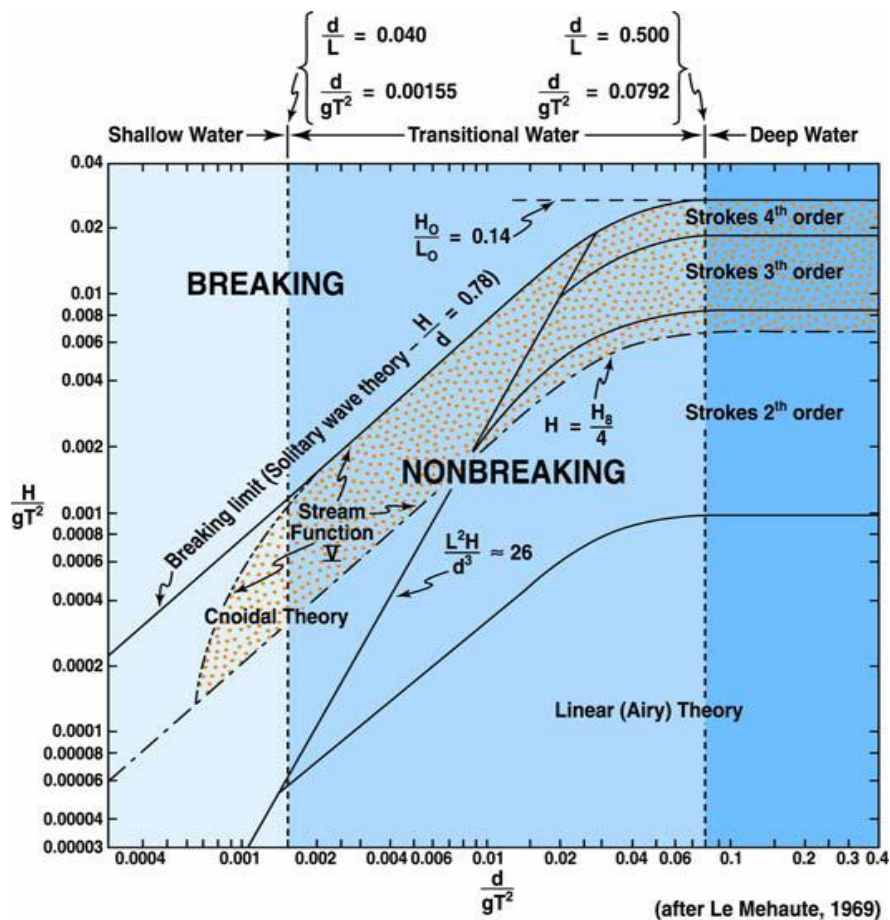 d/L = 0.040
d/gT² = 0.00155
d/L = 0.500
d/gT² = 0.0792
Shallow Water
Transitional Water
Deep Water
0.04
0.02
0.01
0.008
0.006
0.004
0.002
0.001
0.0008
0.0006
0.0004
0.0002
0.0001
0.00008
0.00006
0.00004
0.00003
H/gT²
BREAKING
H₀/L₀ = 0.14
Strokes 4th order
Strokes 3th order
Breaking limit (Solitary wave theory - H/d = 0.78)
H = H₈/4
Strokes 2th order
NONBREAKING
Stream
Function
V
L²H/d³ ≈ 26
Cnoidal Theory
Linear (Airy) Theory
0.0004
0.001
0.002
0.004
0.006
0.01
0.02
0.04
0.06
0.1
0.2
0.3
0.4
d/gT²
(after Le Mehaute, 1969)